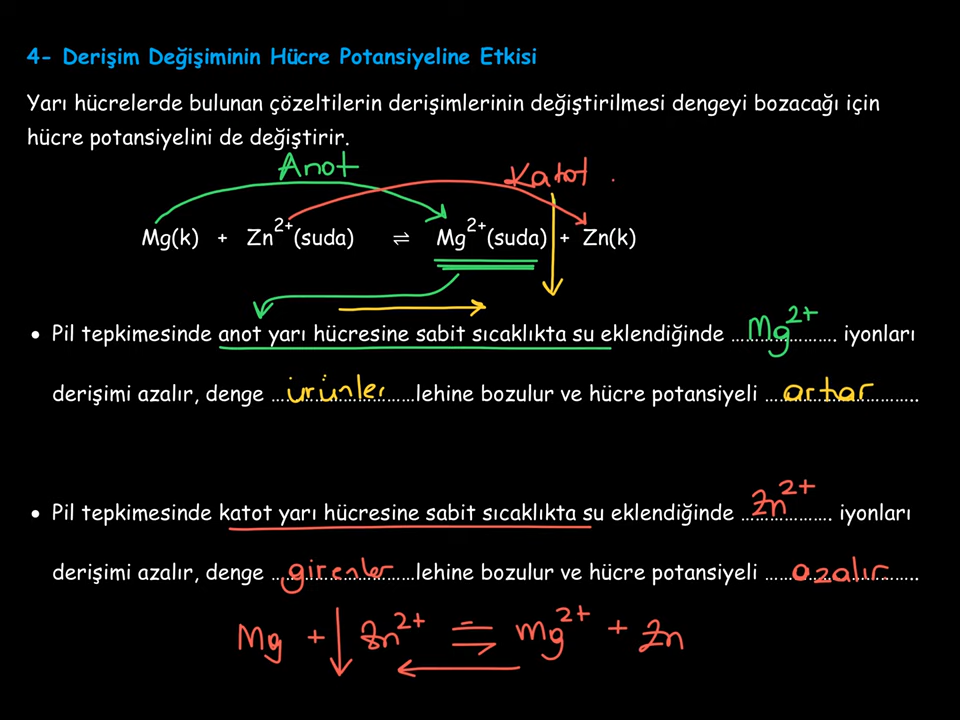 4- Derişim Değişiminin Hücre Potansiyeline Etkisi
Yarı hücrelerde bulunan çözeltilerin derişimlerinin değiştirilmesi dengeyi bozacağı için
hücre potansiyelini de değiştirir.
Anot Katot
Mg(k) + Zn²⁺(suda) ⇌ Mg²⁺(suda) + Zn(k)
• Pil tepkimesinde anot yarı hücresine sabit sıcaklıkta su eklendiğinde Mg²⁺ iyonları
derişimi azalır, denge ürünler lehine bozulur ve hücre potansiyeli artar
• Pil tepkimesinde katot yarı hücresine sabit sıcaklıkta su eklendiğinde Zn²⁺ iyonları
derişimi azalır, denge girenler lehine bozulur ve hücre potansiyeli azalır
Mg + ↓ Zn²⁺ ⇌ Mg²⁺ + Zn